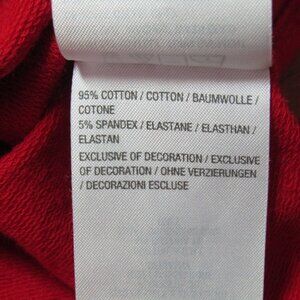 95% COTTON / COTTON / BAUMWOLLE /
COTONE
5% SPANDEX / ELASTANE / ELASTHAN /
ELASTAN
EXCLUSIVE OF DECORATION / EXCLUSIVE
OF DECORATION / OHNE VERZIERUNGEN
/ DECORAZIONI ESCLUSE